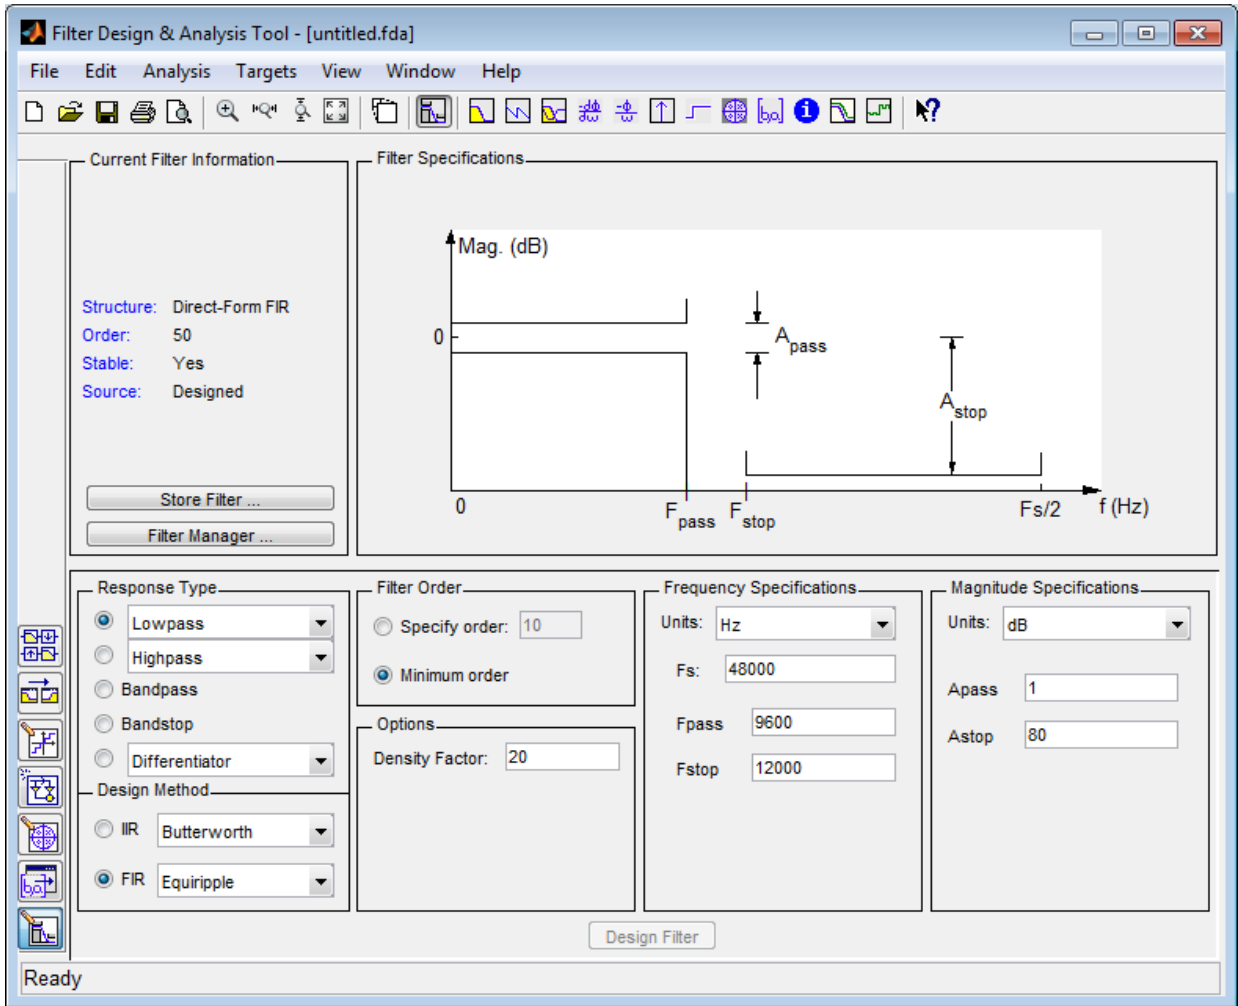 Filter Design & Analysis Tool - [untitled.fda]
File Edit Analysis Targets View Window Help
Current Filter Information
Structure: Direct-Form FIR
Order: 50
Stable: Yes
Source: Designed
Store Filter ...
Filter Manager ...
Filter Specifications
Mag. (dB)
0
Apass
Astop
0
Fpass
Fstop
Fs/2
f (Hz)
Response Type
Lowpass
Highpass
Bandpass
Bandstop
Differentiator
Design Method
IIR Butterworth
FIR Equiripple
Filter Order
Specify order: 10
Minimum order
Options
Density Factor: 20
Frequency Specifications
Units: Hz
Fs: 48000
Fpass 9600
Fstop 12000
Magnitude Specifications
Units: dB
Apass 1
Astop 80
Design Filter
Ready